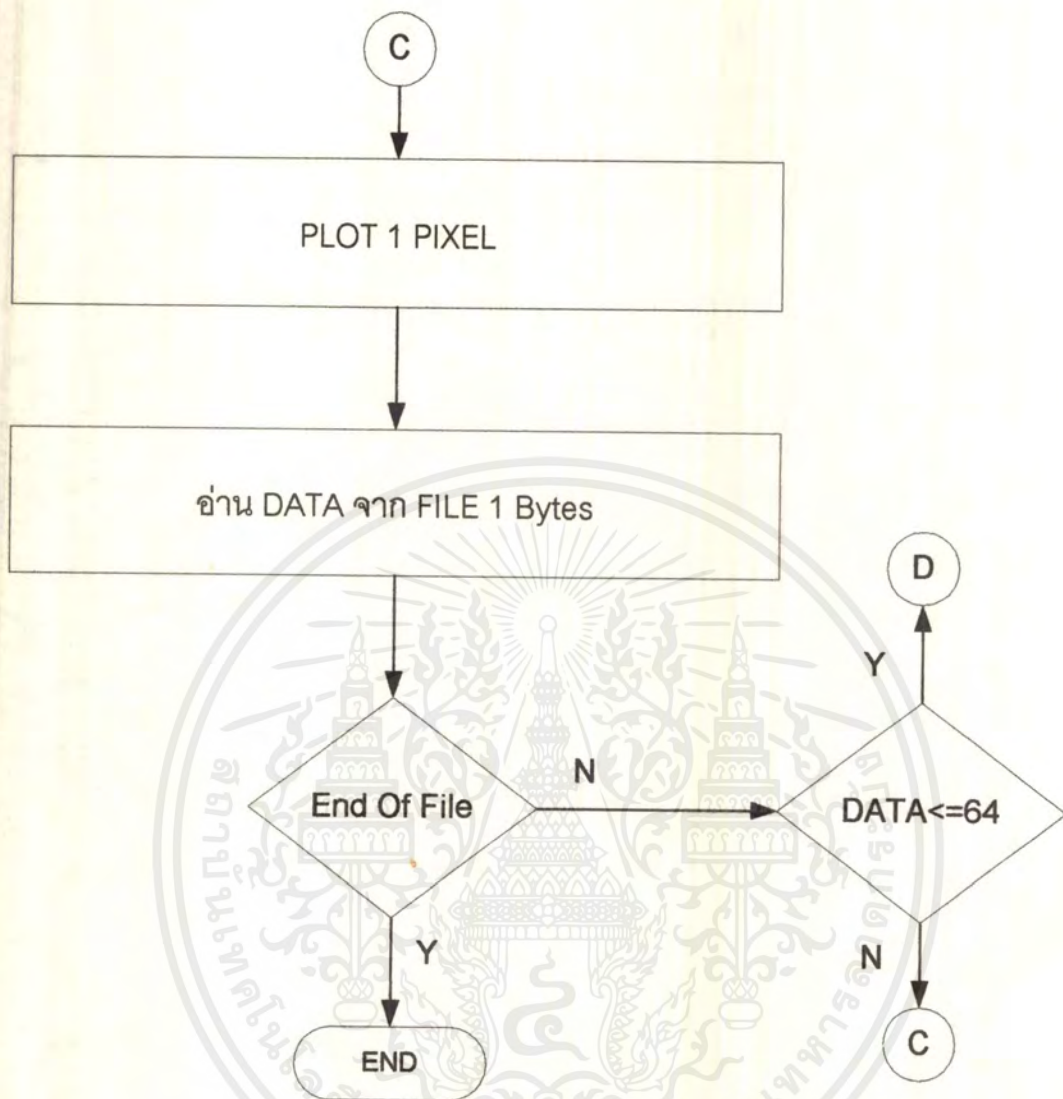 C
PLOT 1 PIXEL
อ่าน DATA จาก FILE 1 Bytes
D
Y
End Of File
N
DATA<=64
Y
N
END
C